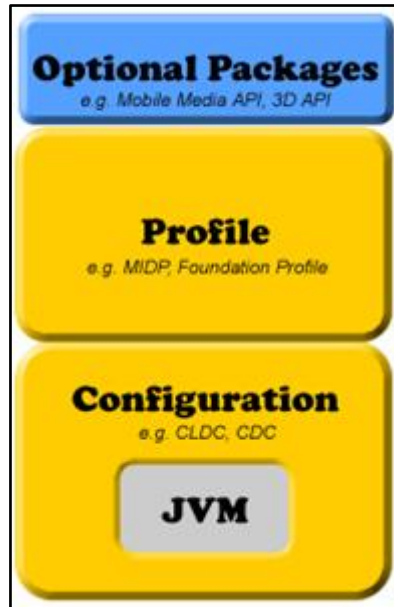 Optional Packages
e.g. Mobile Media API, 3D API
Profile
e.g. MIDP, Foundation Profile
Configuration
e.g. CLDC, CDC
JVM